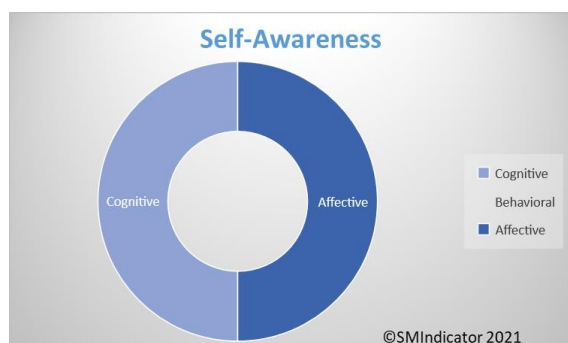 Self-Awareness
Cognitive
Affective
Cognitive
Behavioral
Affective
©SMIndicator 2021